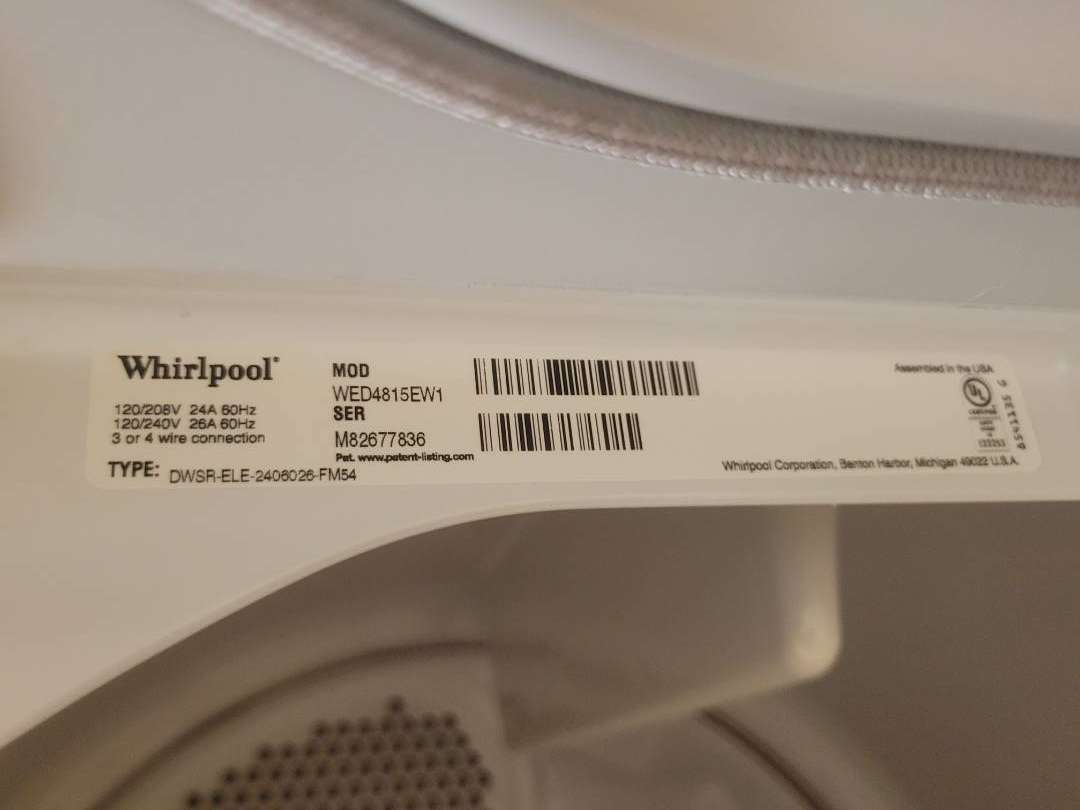 Whirlpool®
120/208V 24A 60Hz
120/240V 26A 60Hz
3 or 4 wire connection
TYPE: DWSR-ELE-2406026-FM54
MOD
WED4815EW1
SER
M82677836
Pat. www.patent-listing.com
Assembled in the USA
UL
Whirlpool Corporation, Benton Harbor, Michigan 49022 U.S.A.